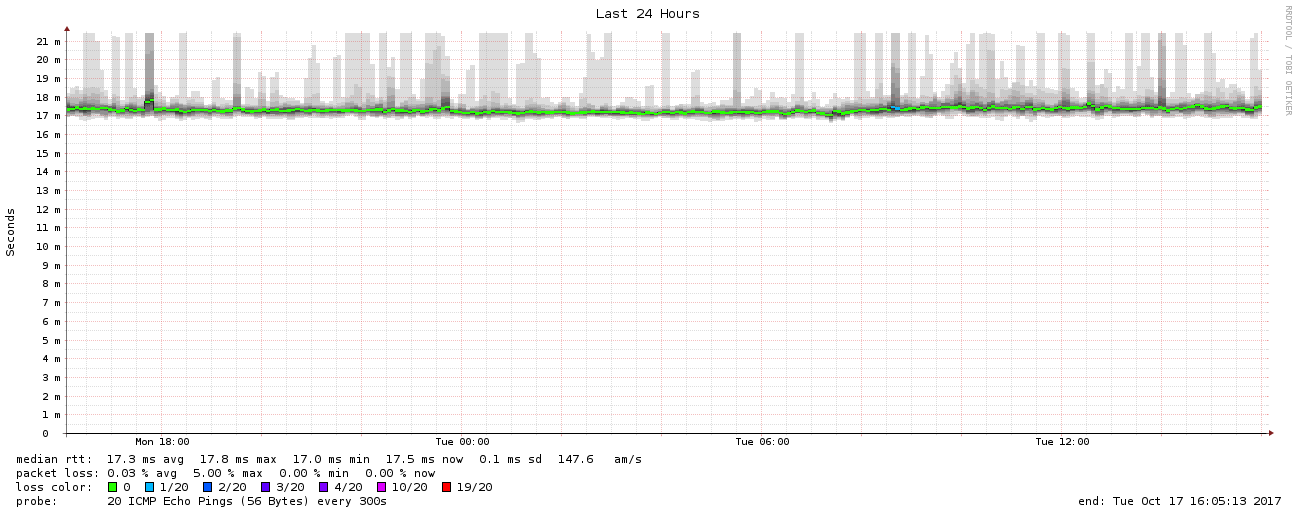 Last 24 Hours
RRDTOOL / TOBI OETIKER
Seconds
21 m
20 m
19 m
18 m
17 m
16 m
15 m
14 m
13 m
12 m
11 m
10 m
9 m
8 m
7 m
6 m
5 m
4 m
3 m
2 m
1 m
0
Mon 18:00 Tue 00:00 Tue 06:00 Tue 12:00
median rtt: 17.3 ms avg 17.8 ms max 17.0 ms min 17.5 ms now 0.1 ms sd 147.6 am/s
packet loss: 0.03 % avg 5.00 % max 0.00 % min 0.00 % now
loss color: 0 1/20 2/20 3/20 4/20 10/20 19/20
probe: 20 ICMP Echo Pings (56 Bytes) every 300s end: Tue Oct 17 16:05:13 2017